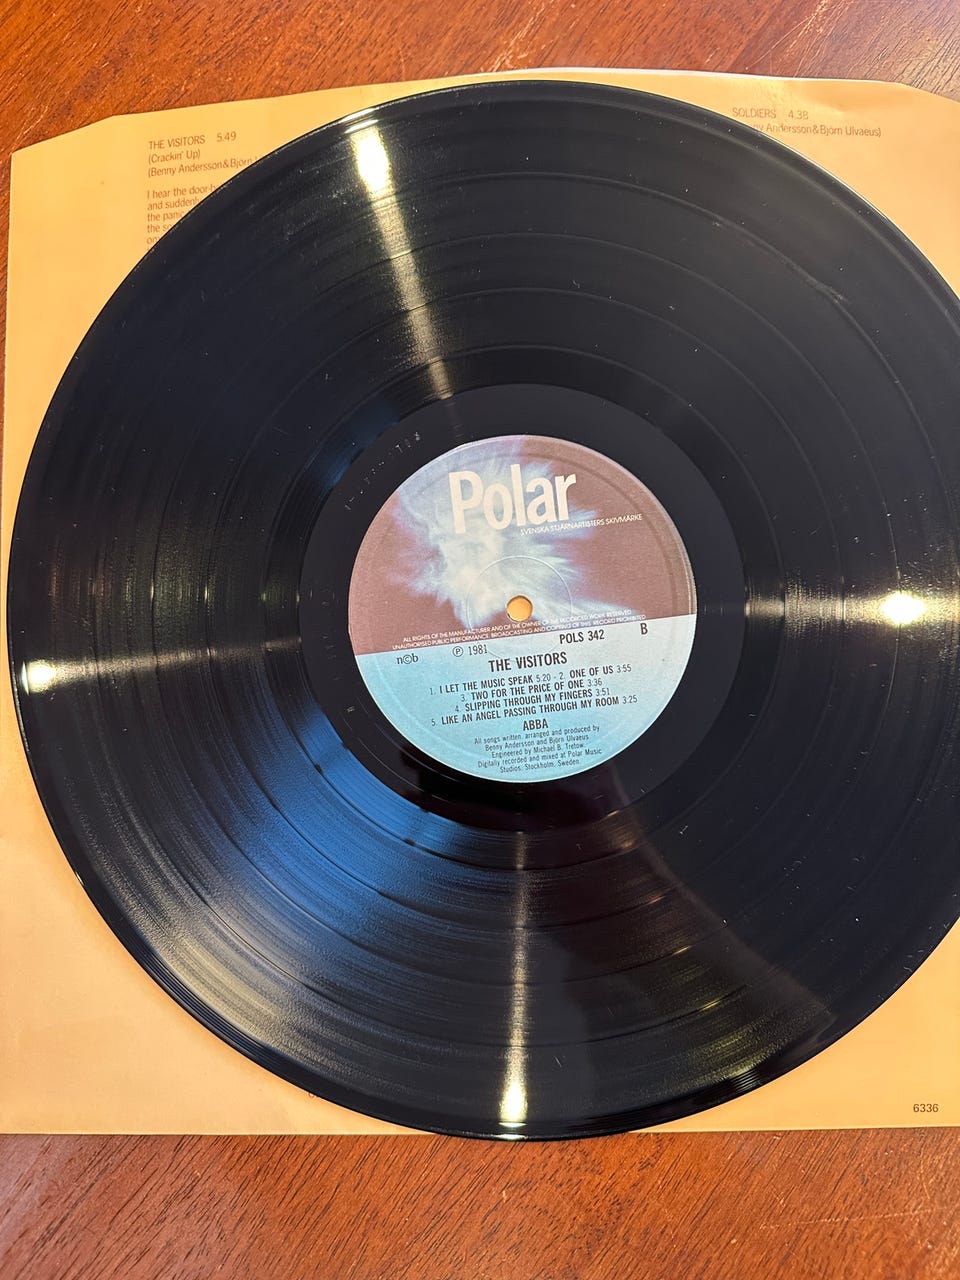 THE VISITORS 5.49
(Crackin' Up)
(Benny Andersson & Björn
I hear the door-b
and suddenl
the panic
SOLDIERS 4.38
Andersson & Björn Ulvaeus)
Polar
SVENSKA STJÄRNARTISTERS SKIVMÄRKE
ALL RIGHTS OF THE MANUFACTURER AND OF THE OWNER OF THE RECORDED WORK RESERVED
UNAUTHORISED PUBLIC PERFORMANCE, BROADCASTING AND COPYING OF THIS RECORD PROHIBITED
n©b
Ⓟ 1981
POLS 342
B
THE VISITORS
1. I LET THE MUSIC SPEAK 5:20 - 2. ONE OF US 3:55
3. TWO FOR THE PRICE OF ONE 3:36
4. SLIPPING THROUGH MY FINGERS 3:51
5. LIKE AN ANGEL PASSING THROUGH MY ROOM 3:25
ABBA
All songs written, arranged and produced by
Benny Andersson and Björn Ulvaeus
Engineered by Michael B. Tretow.
Digitally recorded and mixed at Polar Music
Studios, Stockholm, Sweden.
6336